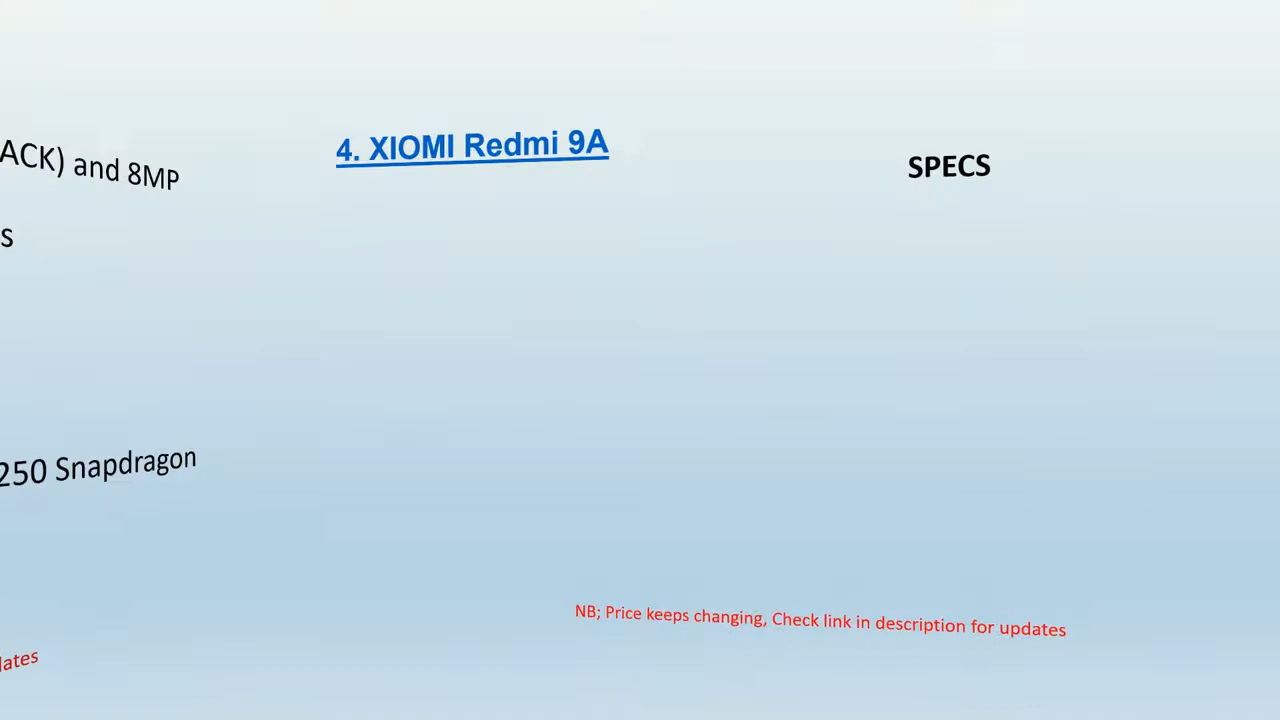 ACK) and 8MP
s
250 Snapdragon
4. XIOMI Redmi 9A
SPECS
NB; Price keeps changing, Check link in description for updates